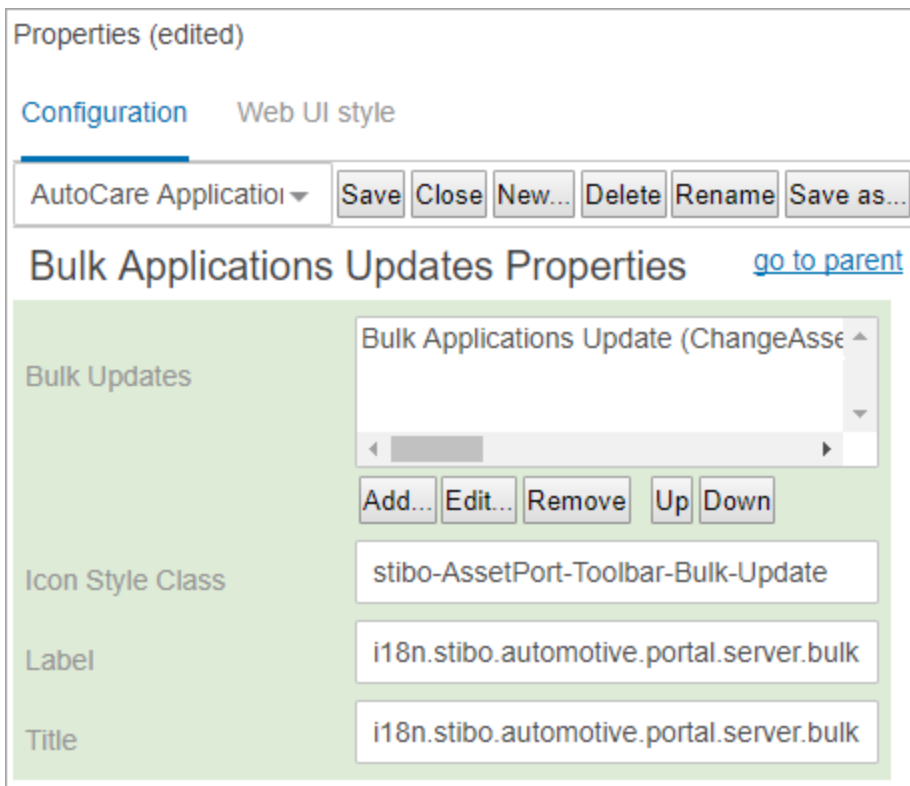 Properties (edited)
Configuration Web UI style
AutoCare Application Save Close New... Delete Rename Save as...
Bulk Applications Updates Properties go to parent
Bulk Updates Bulk Applications Update (ChangeAsse
Add... Edit... Remove Up Down
Icon Style Class stibo-AssetPort-Toolbar-Bulk-Update
Label i18n.stibo.automotive.portal.server.bulk
Title i18n.stibo.automotive.portal.server.bulk